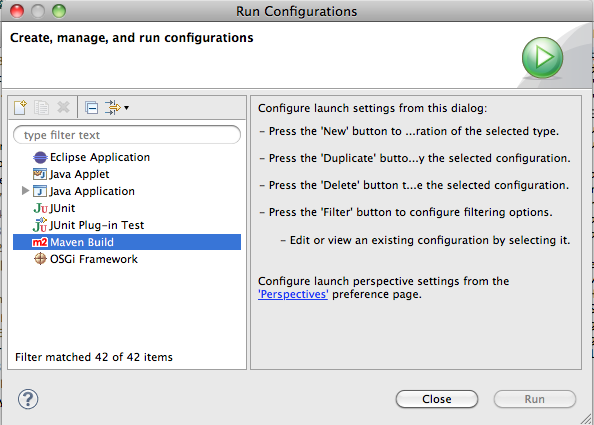 Run Configurations
Create, manage, and run configurations
type filter text
Eclipse Application
Java Applet
Java Application
JUnit
JUnit Plug-in Test
m2 Maven Build
OSGi Framework
Filter matched 42 of 42 items
Configure launch settings from this dialog:
- Press the 'New' button to ...ration of the selected type.
- Press the 'Duplicate' butto...y the selected configuration.
- Press the 'Delete' button t...e the selected configuration.
- Press the 'Filter' button to configure filtering options.
- Edit or view an existing configuration by selecting it.
Configure launch perspective settings from the
'Perspectives' preference page.
?
Close
Run